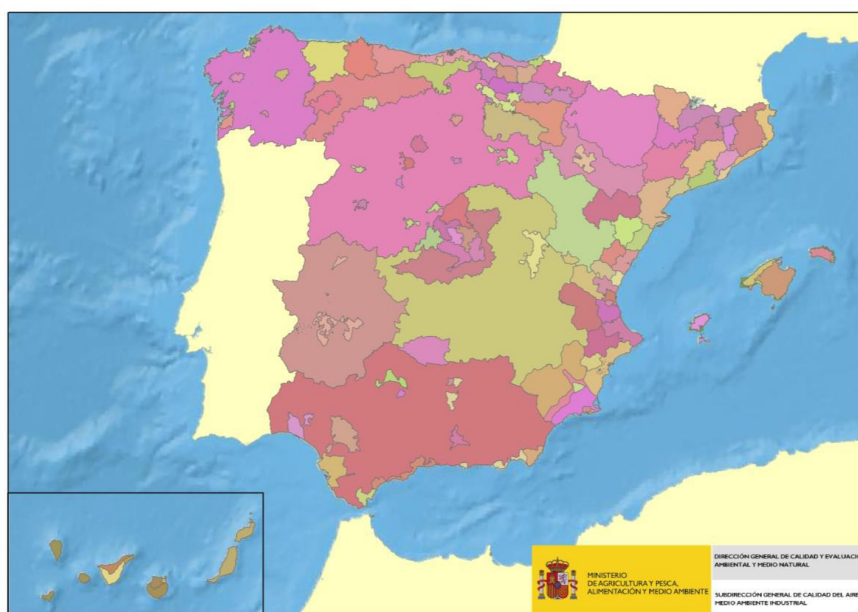 MINISTERIO
DE AGRICULTURA Y PESCA,
ALIMENTACIÓN Y MEDIO AMBIENTE
DIRECCIÓN GENERAL DE CALIDAD Y EVALUACIÓ
AMBIENTAL Y MEDIO NATURAL
SUBDIRECCIÓN GENERAL DE CALIDAD DEL AIRE
MEDIO AMBIENTE INDUSTRIAL